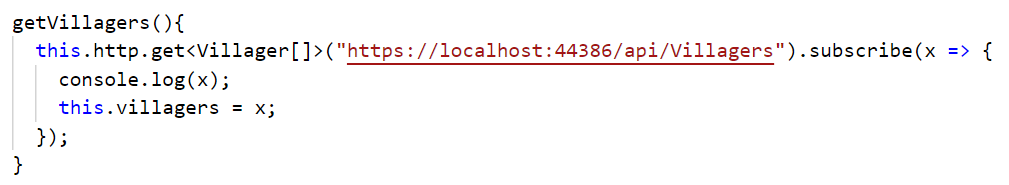 getVillagers(){
  this.http.get<Villager[]>("https://localhost:44386/api/Villagers").subscribe(x => {
    console.log(x);
    this.villagers = x;
  });
}